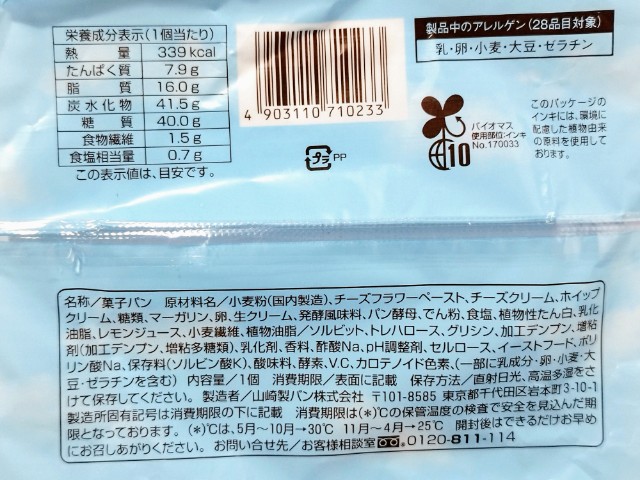 栄養成分表示(1個当たり)
熱量 339kcal
たんぱく質 7.9g
脂質 16.0g
炭水化物 41.5g
糖質 40.0g
食物繊維 1.5g
食塩相当量 0.7g
この表示値は、目安です。
4 903110 710233
プラ PP
製品中のアレルゲン(28品目対象)
乳・卵・小麦・大豆・ゼラチン
バイオマス
使用部位:インキ
No.170033
10
このパッケージの
インキには、環境に
配慮した植物由来
の原料を使用して
おります。
名称/菓子パン 原材料名/小麦粉(国内製造)、チーズフラワーペースト、チーズクリーム、ホイップ
クリーム、糖類、マーガリン、卵、生クリーム、発酵風味料、パン酵母、でん粉、食塩、植物性たん白、乳化
油脂、レモンジュース、小麦繊維、植物油脂/ソルビット、トレハロース、グリシン、加工デンプン、増粘
剤(加工デンプン、増粘多糖類)、乳化剤、香料、酢酸Na、pH調整剤、セルロース、イーストフード、ポリ
リン酸Na、保存料(ソルビン酸K)、酸味料、酵素、V.C、カロテノイド色素、(一部に乳成分・卵・小麦・大
豆・ゼラチンを含む) 内容量/1個 消費期限/表面に記載 保存方法/直射日光、高温多湿をさ
けて保存してください。 製造者/山崎製パン株式会社 〒101-8585 東京都千代田区岩本町3-10-1
製造所固有記号は消費期限の下に記載 消費期限は(*)℃の保管温度の検査で安全を見込んだ期
限となっております。 (*)℃は、5月〜10月→30℃ 11月〜4月→25℃ 開封後はできるだけお早め
にお召しあがりください。 お問い合せ先/お客様相談室 0120-811-114